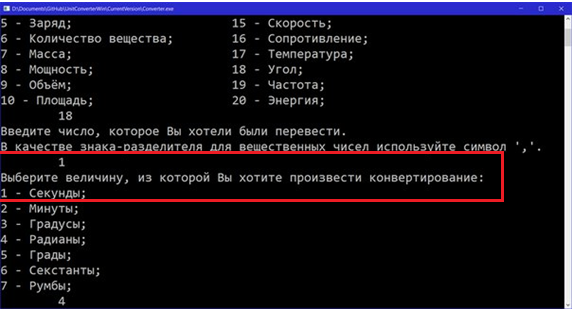 D:\Documents\GitHub\UnitConverterWin\CurrentVersion\Converter.exe
5 - Заряд; 15 - Скорость;
6 - Количество вещества; 16 - Сопротивление;
7 - Масса; 17 - Температура;
8 - Мощность; 18 - Угол;
9 - Объём; 19 - Частота;
10 - Площадь; 20 - Энергия;
18
Введите число, которое Вы хотели были перевести.
В качестве знака-разделителя для вещественных чисел используйте символ ','.
1
Выберите величину, из которой Вы хотите произвести конвертирование:
1 - Секунды;
2 - Минуты;
3 - Градусы;
4 - Радианы;
5 - Грады;
6 - Секстанты;
7 - Румбы;
4